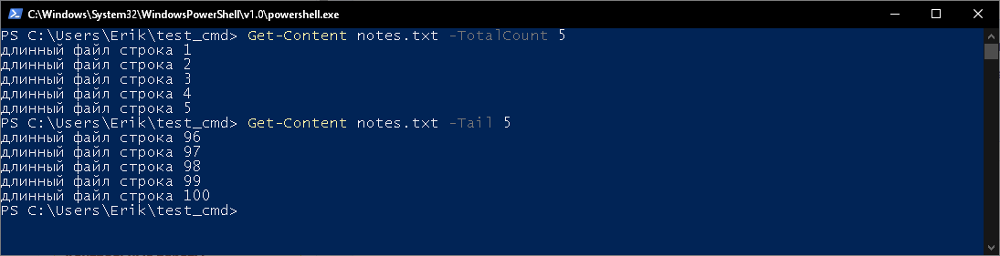 C:\Windows\System32\WindowsPowerShell\v1.0\powershell.exe
PS C:\Users\Erik\test_cmd> Get-Content notes.txt -TotalCount 5
длинный файл строка 1
длинный файл строка 2
длинный файл строка 3
длинный файл строка 4
длинный файл строка 5
PS C:\Users\Erik\test_cmd> Get-Content notes.txt -Tail 5
длинный файл строка 96
длинный файл строка 97
длинный файл строка 98
длинный файл строка 99
длинный файл строка 100
PS C:\Users\Erik\test_cmd>